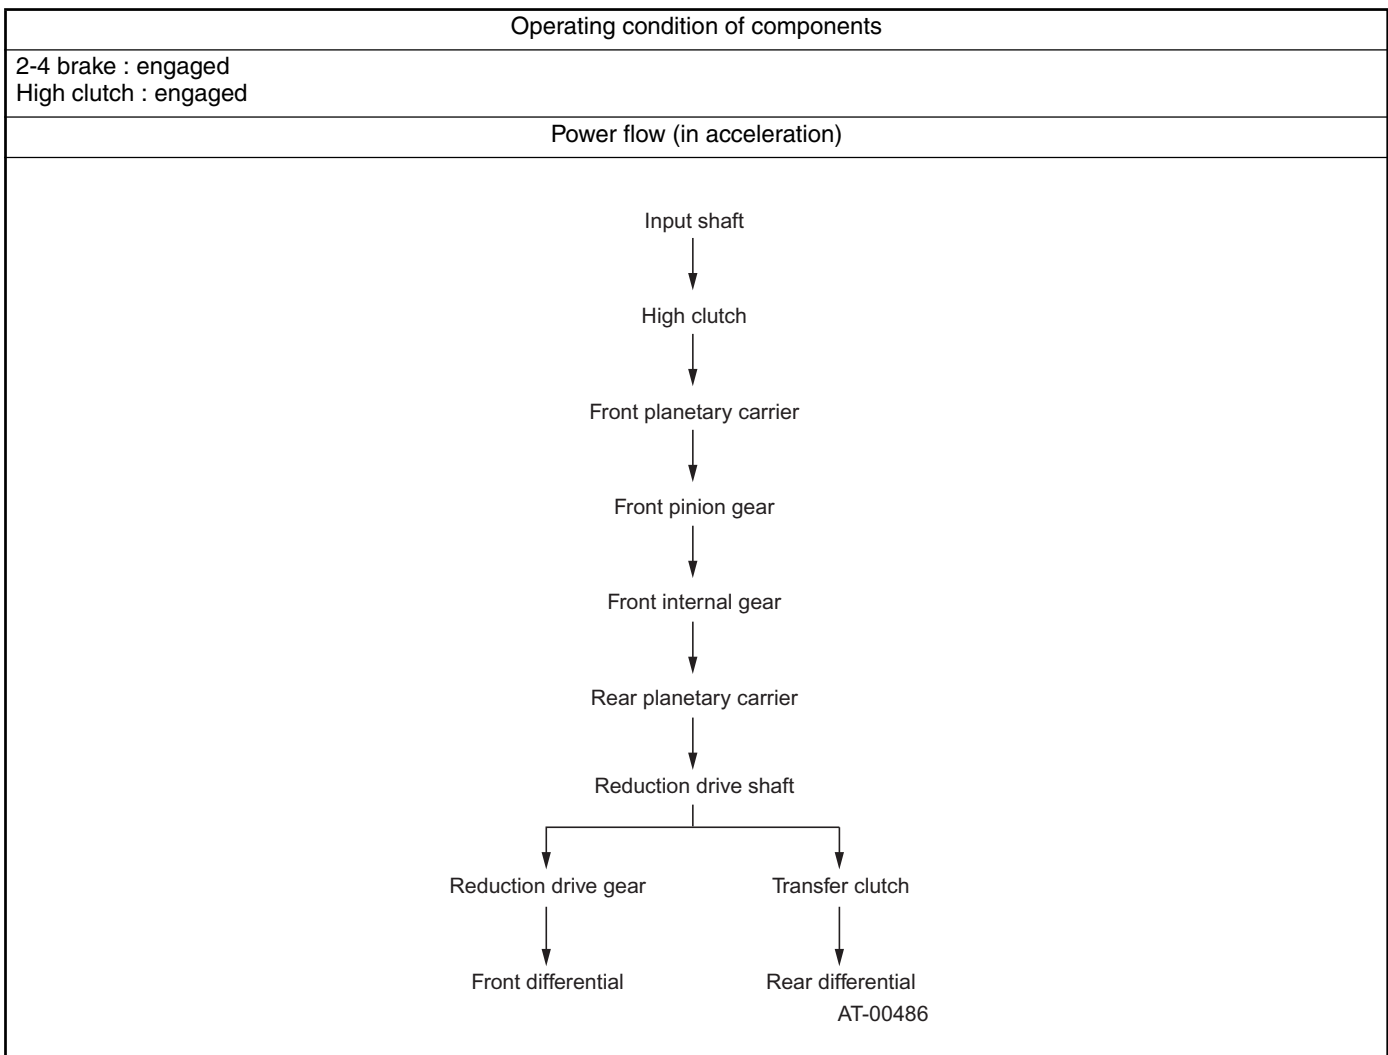 Operating condition of components
2-4 brake : engaged
High clutch : engaged
Power flow (in acceleration)
Input shaft
High clutch
Front planetary carrier
Front pinion gear
Front internal gear
Rear planetary carrier
Reduction drive shaft
Reduction drive gear
Transfer clutch
Front differential
Rear differential
AT-00486